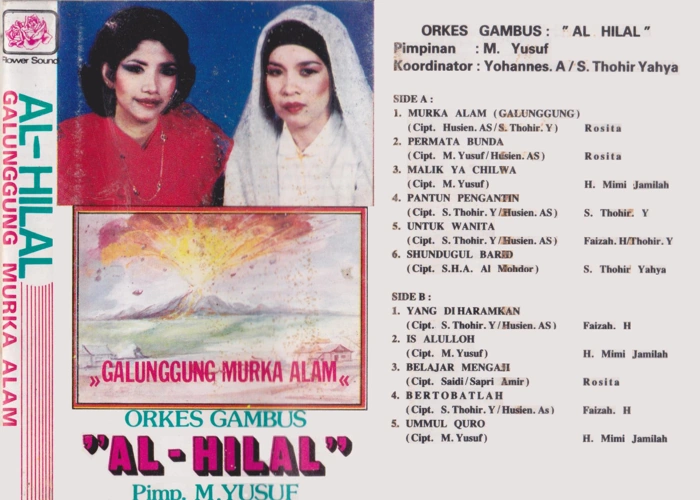 Flower Sound
AL-HILAL
GALUNGGUNG MURKA ALAM
»GALUNGGUNG MURKA ALAM«
ORKES GAMBUS
"AL-HILAL"
Pimp. M.YUSUF
ORKES GAMBUS : "AL HILAL"
Pimpinan : M. Yusuf
Koordinator : Yohannes. A / S. Thohir Yahya
SIDE A :
1. MURKA ALAM (GALUNGGUNG)
(Cipt. Husien. AS / S. Thohir. Y) Rosita
2. PERMATA BUNDA
(Cipt. M. Yusuf / Husien. AS) Rosita
3. MALIK YA CHILWA
(Cipt. M. Yusuf) H. Mimi Jamilah
4. PANTUN PENGANTIN
(Cipt. S. Thohir. Y / Husien. AS) S. Thohir. Y
5. UNTUK WANITA
(Cipt. S. Thohir. Y / Husien. AS) Faizah. H/Thohir. Y
6. SHUNDUGUL BARID
(Cipt. S.H.A. Al Mohdor) S. Thohir Yahya
SIDE B :
1. YANG DI HARAMKAN
(Cipt. S. Thohir. Y / Husien. AS) Faizah. H
2. IS ALULLOH
(Cipt. M. Yusuf) H. Mimi Jamilah
3. BELAJAR MENGAJI
(Cipt. Saidi / Sapri Amir) Rosita
4. BERTOBATLAH
(Cipt. S. Thohir. Y / Husien. As) Faizah. H
5. UMMUL QURO
(Cipt. M. Yusuf) H. Mimi Jamilah